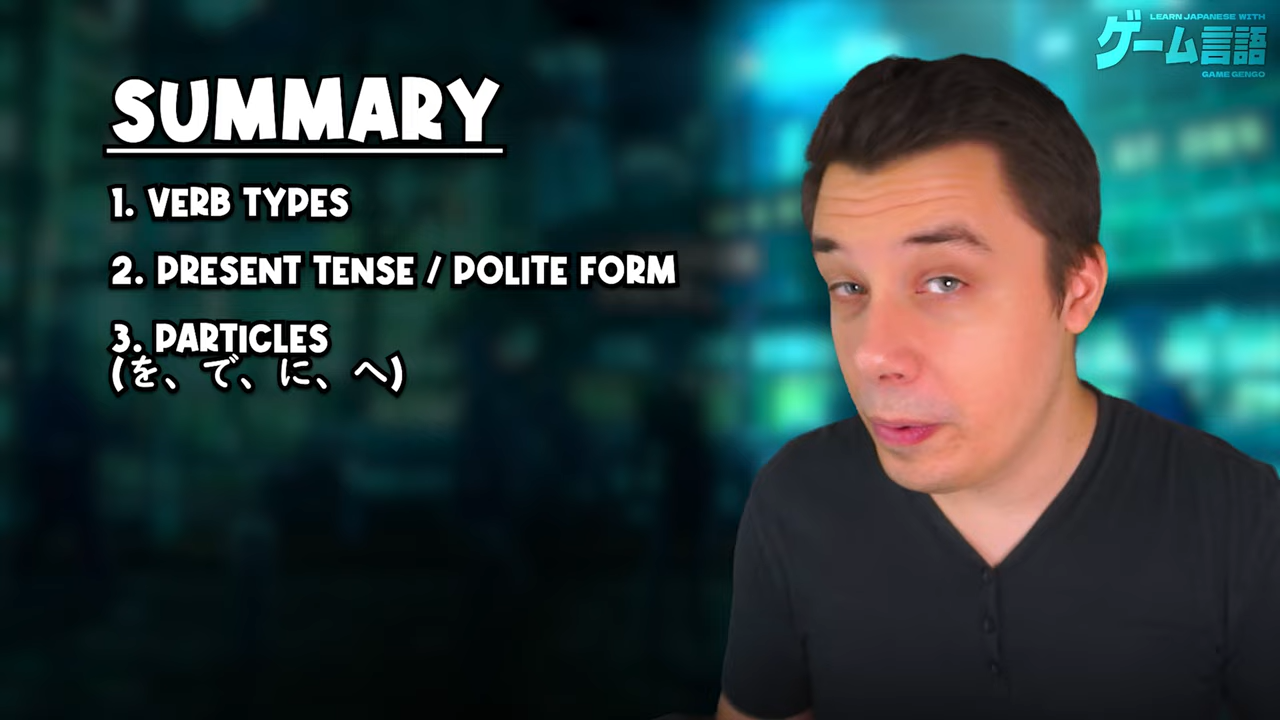 SUMMARY
1. VERB TYPES
2. PRESENT TENSE / POLITE FORM
3. PARTICLES
(を、で、に、へ)
LEARN JAPANESE WITH
ゲーム言語
GAME GENGO